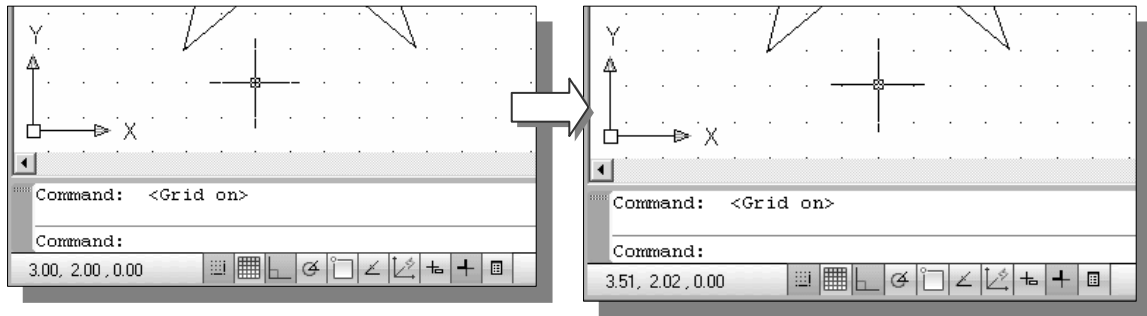 Y
X
Command: <Grid on>
Command:
3.00, 2.00 , 0.00
Y
X
Command: <Grid on>
Command:
3.51, 2.02 , 0.00